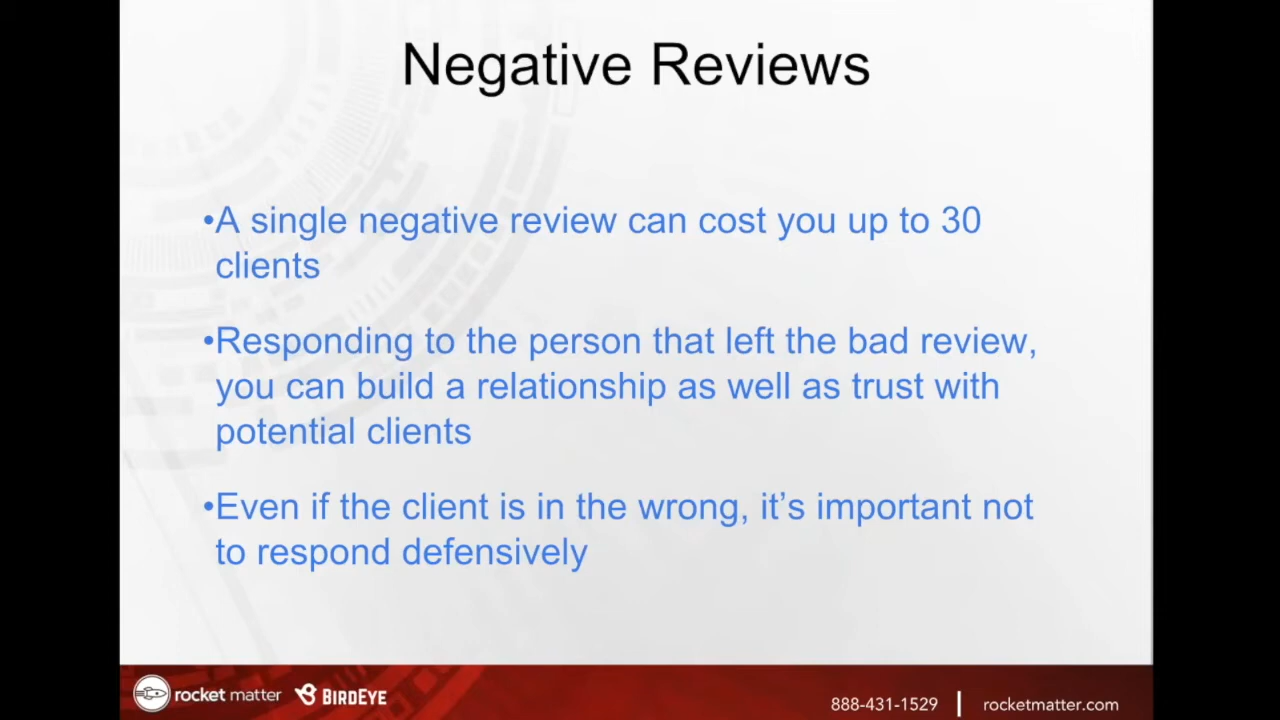 Negative Reviews
•A single negative review can cost you up to 30
clients
•Responding to the person that left the bad review,
you can build a relationship as well as trust with
potential clients
•Even if the client is in the wrong, it’s important not
to respond defensively
rocket matter BIRDEYE
888-431-1529 | rocketmatter.com